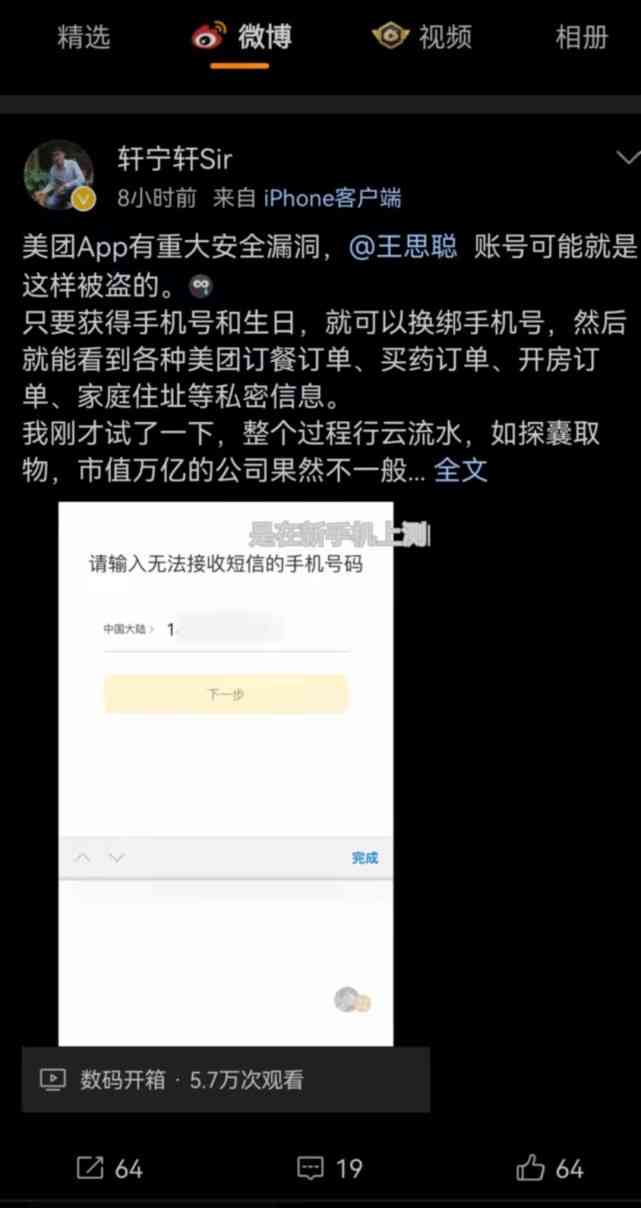 精选 微博 视频 相册
轩宁轩Sir
8小时前 来自 iPhone客户端
美团App有重大安全漏洞，@王思聪 账号可能就是
这样被盗的。
只要获得手机号和生日，就可以换绑手机号，然后
就能看到各种美团订餐订单、买药订单、开房订
单、家庭住址等私密信息。
我刚才试了一下，整个过程行云流水，如探囊取
物，市值万亿的公司果然不一般... 全文
是在新手机上测
请输入无法接收短信的手机号码
中国大陆 > 1
下一步
完成
数码开箱 · 5.7万次观看
64 19 64